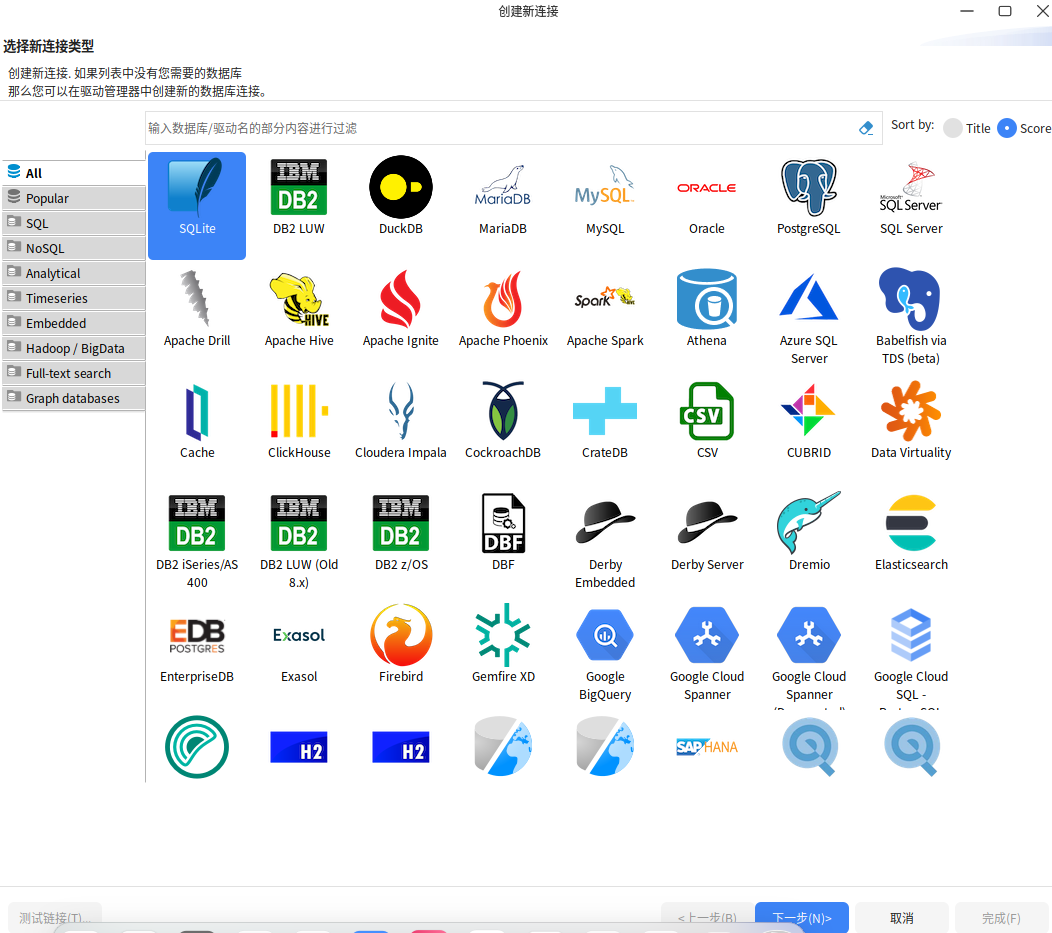 创建新连接
选择新连接类型
创建新连接. 如果列表中没有您需要的数据库
那么您可以在驱动管理器中创建新的数据库连接。
输入数据库/驱动名的部分内容进行过滤
Sort by: Title Score
All
Popular
SQL
NoSQL
Analytical
Timeseries
Embedded
Hadoop / BigData
Full-text search
Graph databases
IBM DB2 MariaDB MySQL ORACLE Microsoft SQL Server
SQLite DB2 LUW DuckDB MariaDB MySQL Oracle PostgreSQL SQL Server
HIVE Spark
Apache Drill Apache Hive Apache Ignite Apache Phoenix Apache Spark Athena Azure SQL Server Babelfish via TDS (beta)
CSV
Cache ClickHouse Cloudera Impala CockroachDB CrateDB CSV CUBRID Data Virtuality
IBM DB2 IBM DB2 IBM DB2 DBF
DB2 iSeries/AS 400 DB2 LUW (Old 8.x) DB2 z/OS DBF Derby Embedded Derby Server Dremio Elasticsearch
EDB POSTGRES Exasol
EnterpriseDB Exasol Firebird Gemfire XD Google BigQuery Google Cloud Spanner Google Cloud Spanner Google Cloud SQL -
H2 H2 SAP HANA
测试链接(T)...
<上一步(B)
下一步(N)>
取消
完成(F)